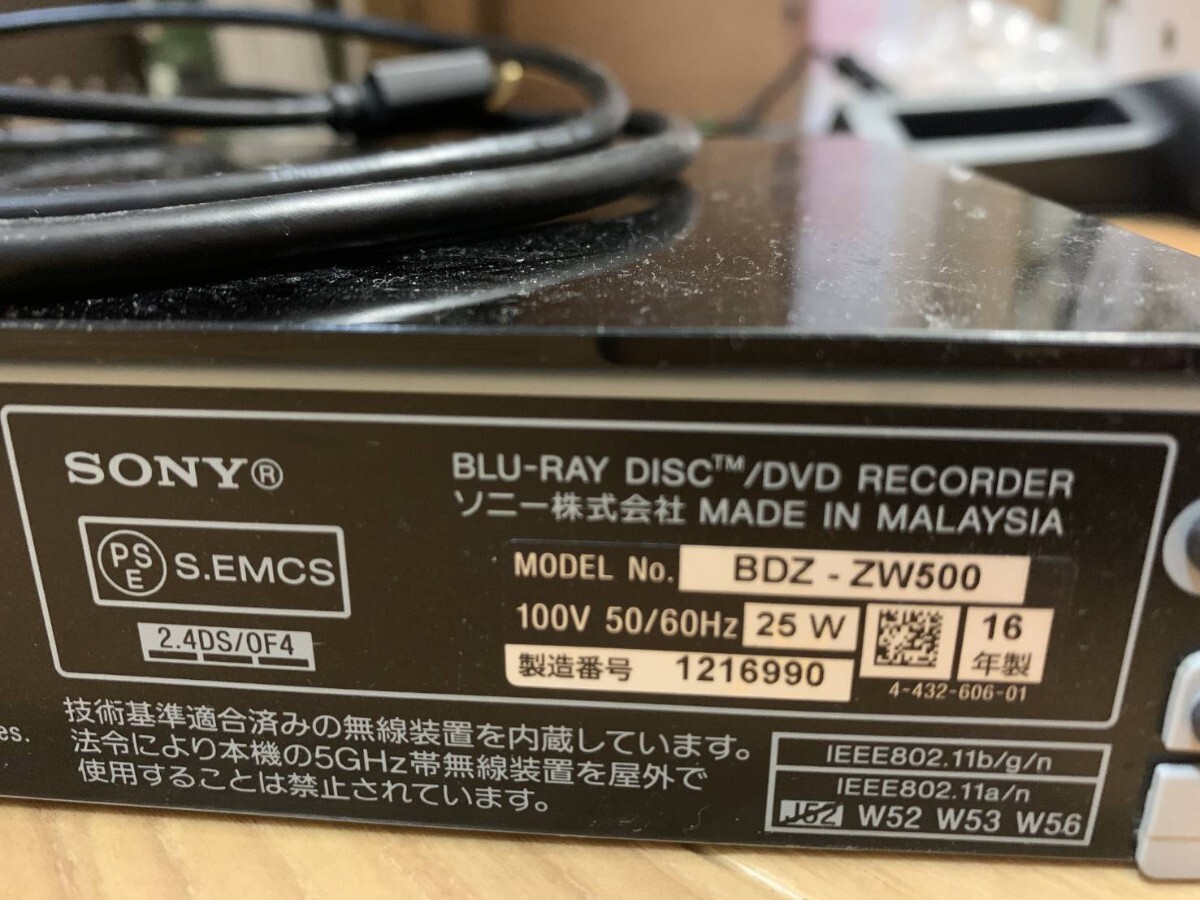 SONY®
BLU-RAY DISC™/DVD RECORDER
ソニー株式会社 MADE IN MALAYSIA
PSE S.EMCS
MODEL No. BDZ - ZW500
100V 50/60Hz 25 W
16
年製
2.4DS/OF4
製造番号 1216990
4-432-606-01
es.
技術基準適合済みの無線装置を内蔵しています。
法令により本機の5GHz帯無線装置を屋外で
使用することは禁止されています。
IEEE802.11b/g/n
IEEE802.11a/n
J52 W52 W53 W56